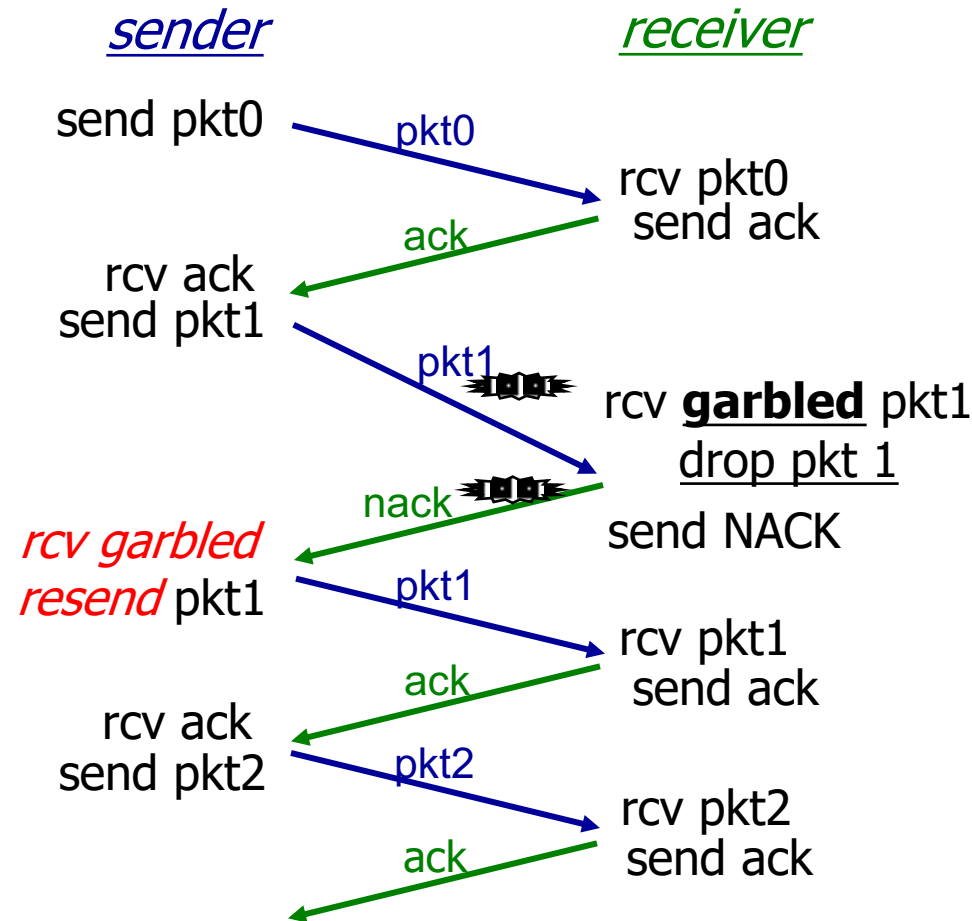 sender
receiver
send pkt0
pkt0
rcv pkt0
send ack
ack
rcv ack
send pkt1
pkt1
rcv garbled pkt1
drop pkt 1
send NACK
nack
rcv garbled
resend pkt1
pkt1
rcv pkt1
send ack
ack
rcv ack
send pkt2
pkt2
rcv pkt2
send ack
ack